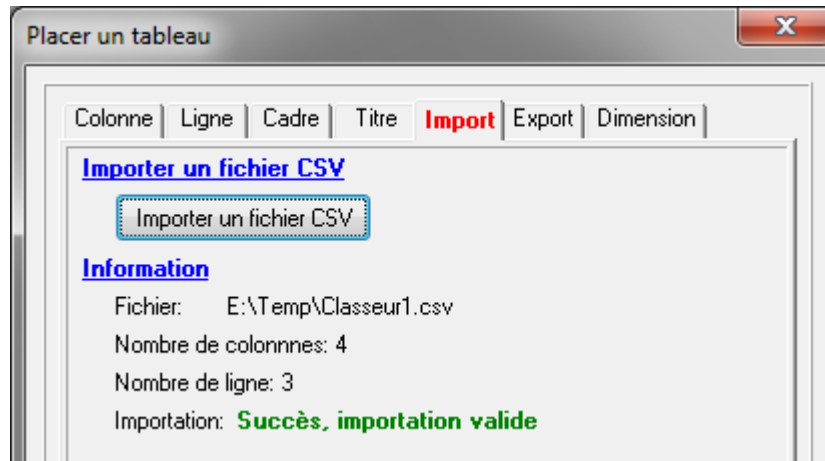 Placer un tableau
Colonne Ligne Cadre Titre Import Export Dimension
Importer un fichier CSV
Importer un fichier CSV
Information
Fichier: E:\Temp\Classeur1.csv
Nombre de colonnnes: 4
Nombre de ligne: 3
Importation: Succès, importation valide